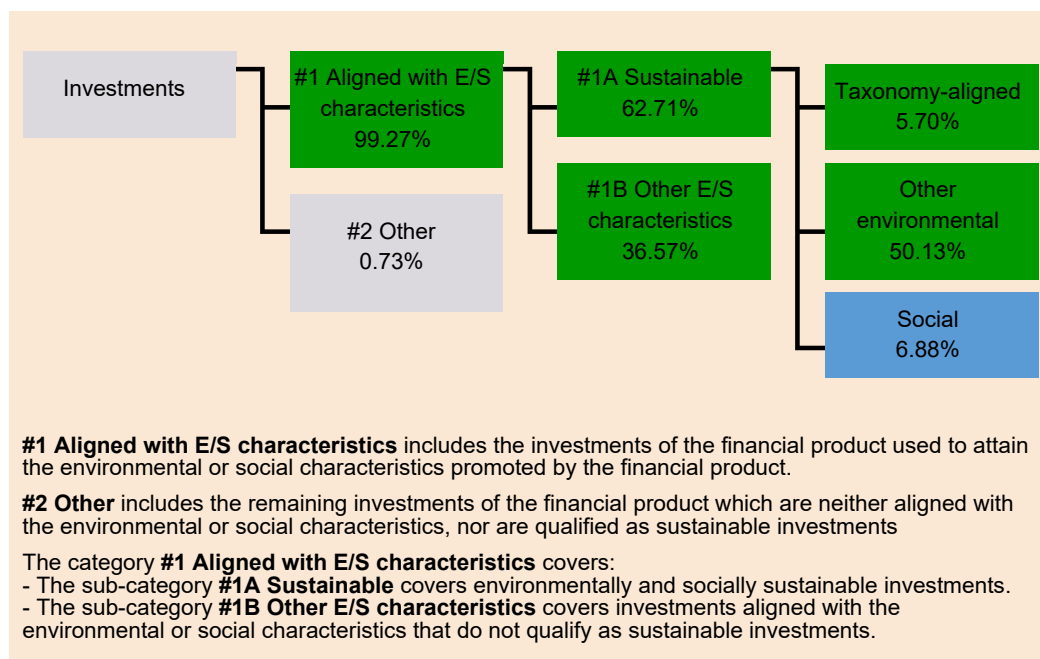 Investments
#1 Aligned with E/S
characteristics
99.27%
#2 Other
0.73%
#1A Sustainable
62.71%
#1B Other E/S
characteristics
36.57%
Taxonomy-aligned
5.70%
Other
environmental
50.13%
Social
6.88%
#1 Aligned with E/S characteristics includes the investments of the financial product used to attain
the environmental or social characteristics promoted by the financial product.
#2 Other includes the remaining investments of the financial product which are neither aligned with
the environmental or social characteristics, nor are qualified as sustainable investments
The category #1 Aligned with E/S characteristics covers:
- The sub-category #1A Sustainable covers environmentally and socially sustainable investments.
- The sub-category #1B Other E/S characteristics covers investments aligned with the
environmental or social characteristics that do not qualify as sustainable investments.